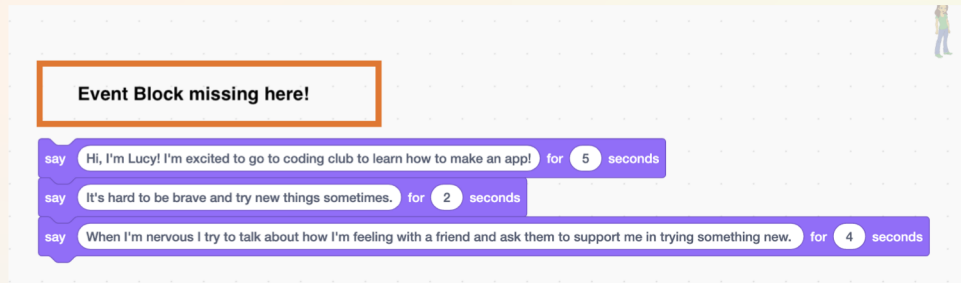 Event Block missing here!
say Hi, I'm Lucy! I'm excited to go to coding club to learn how to make an app! for 5 seconds
say It's hard to be brave and try new things sometimes. for 2 seconds
say When I'm nervous I try to talk about how I'm feeling with a friend and ask them to support me in trying something new. for 4 seconds